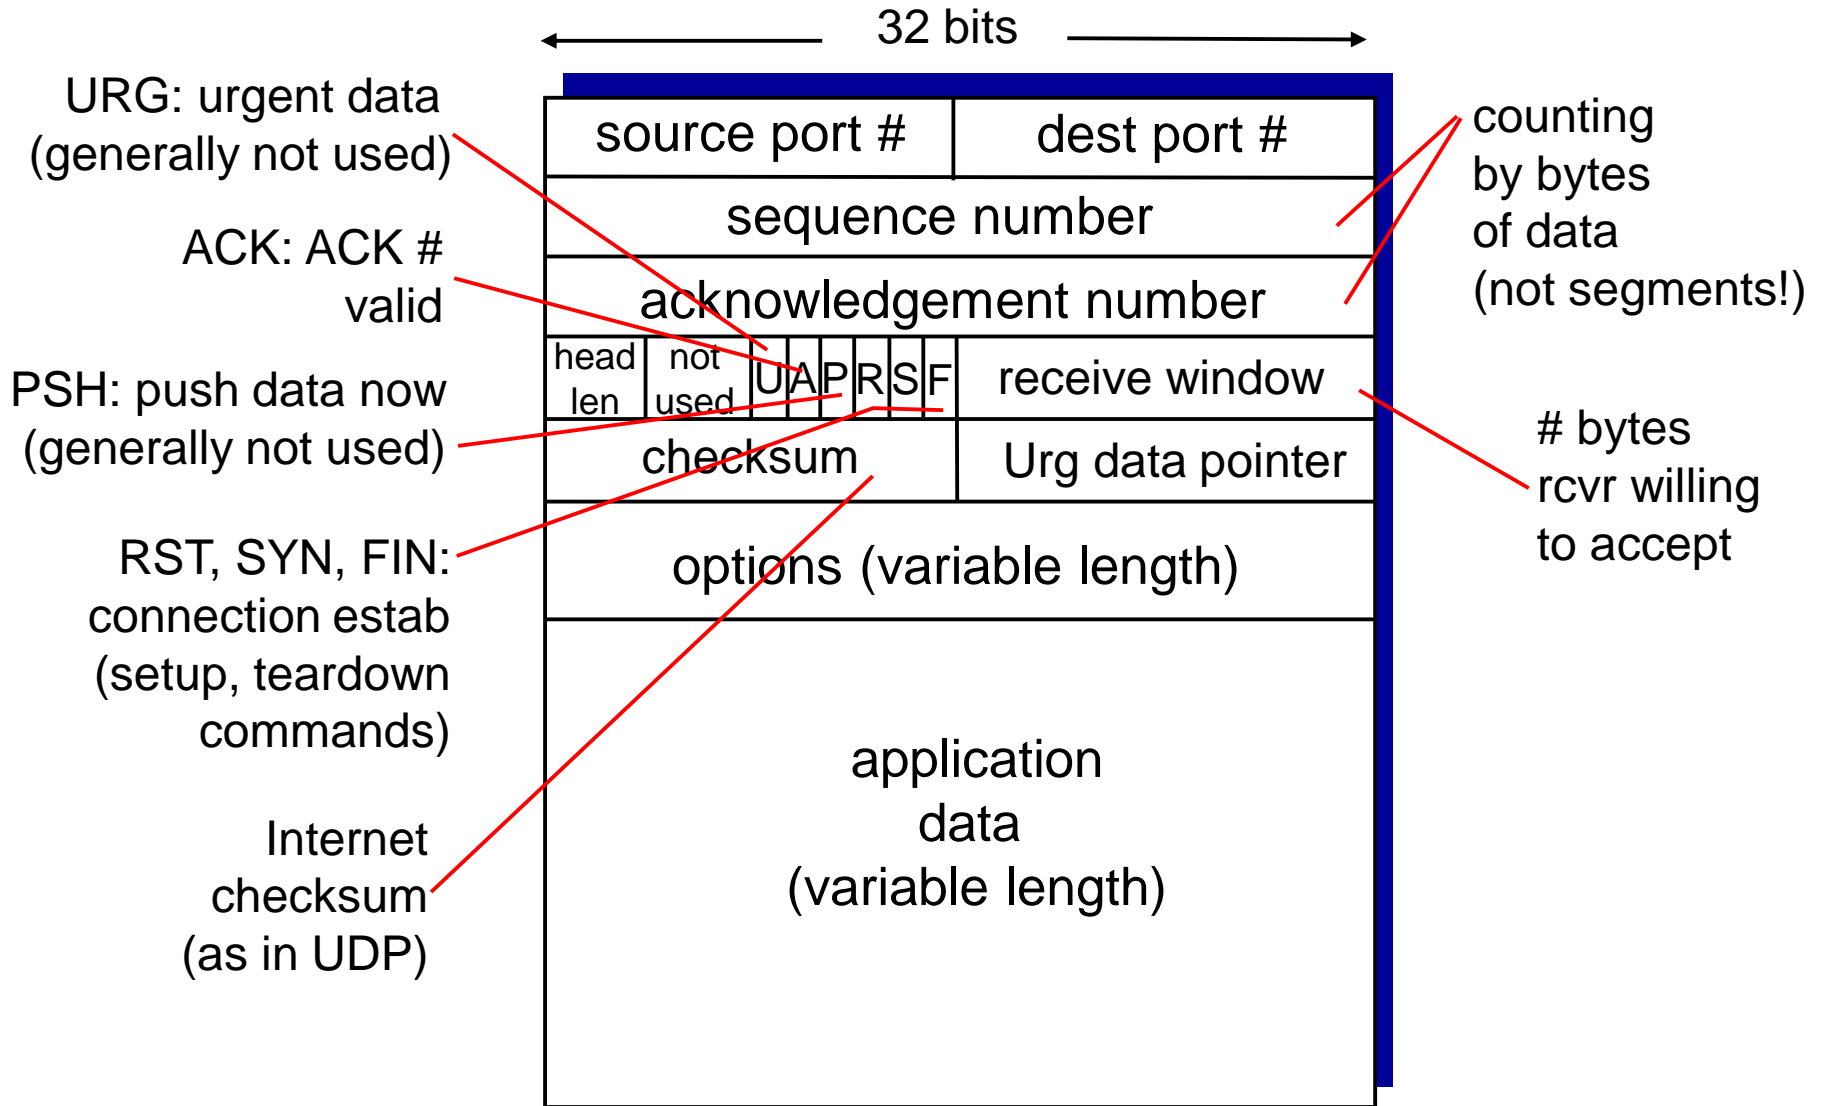 32 bits
URG: urgent data
(generally not used)
ACK: ACK #
valid
PSH: push data now
(generally not used)
RST, SYN, FIN:
connection estab
(setup, teardown
commands)
Internet
checksum
(as in UDP)
source port #
dest port #
sequence number
acknowledgement number
head
len
not
used
U A P R S F
receive window
checksum
Urg data pointer
options (variable length)
application
data
(variable length)
counting
by bytes
of data
(not segments!)
# bytes
rcvr willing
to accept